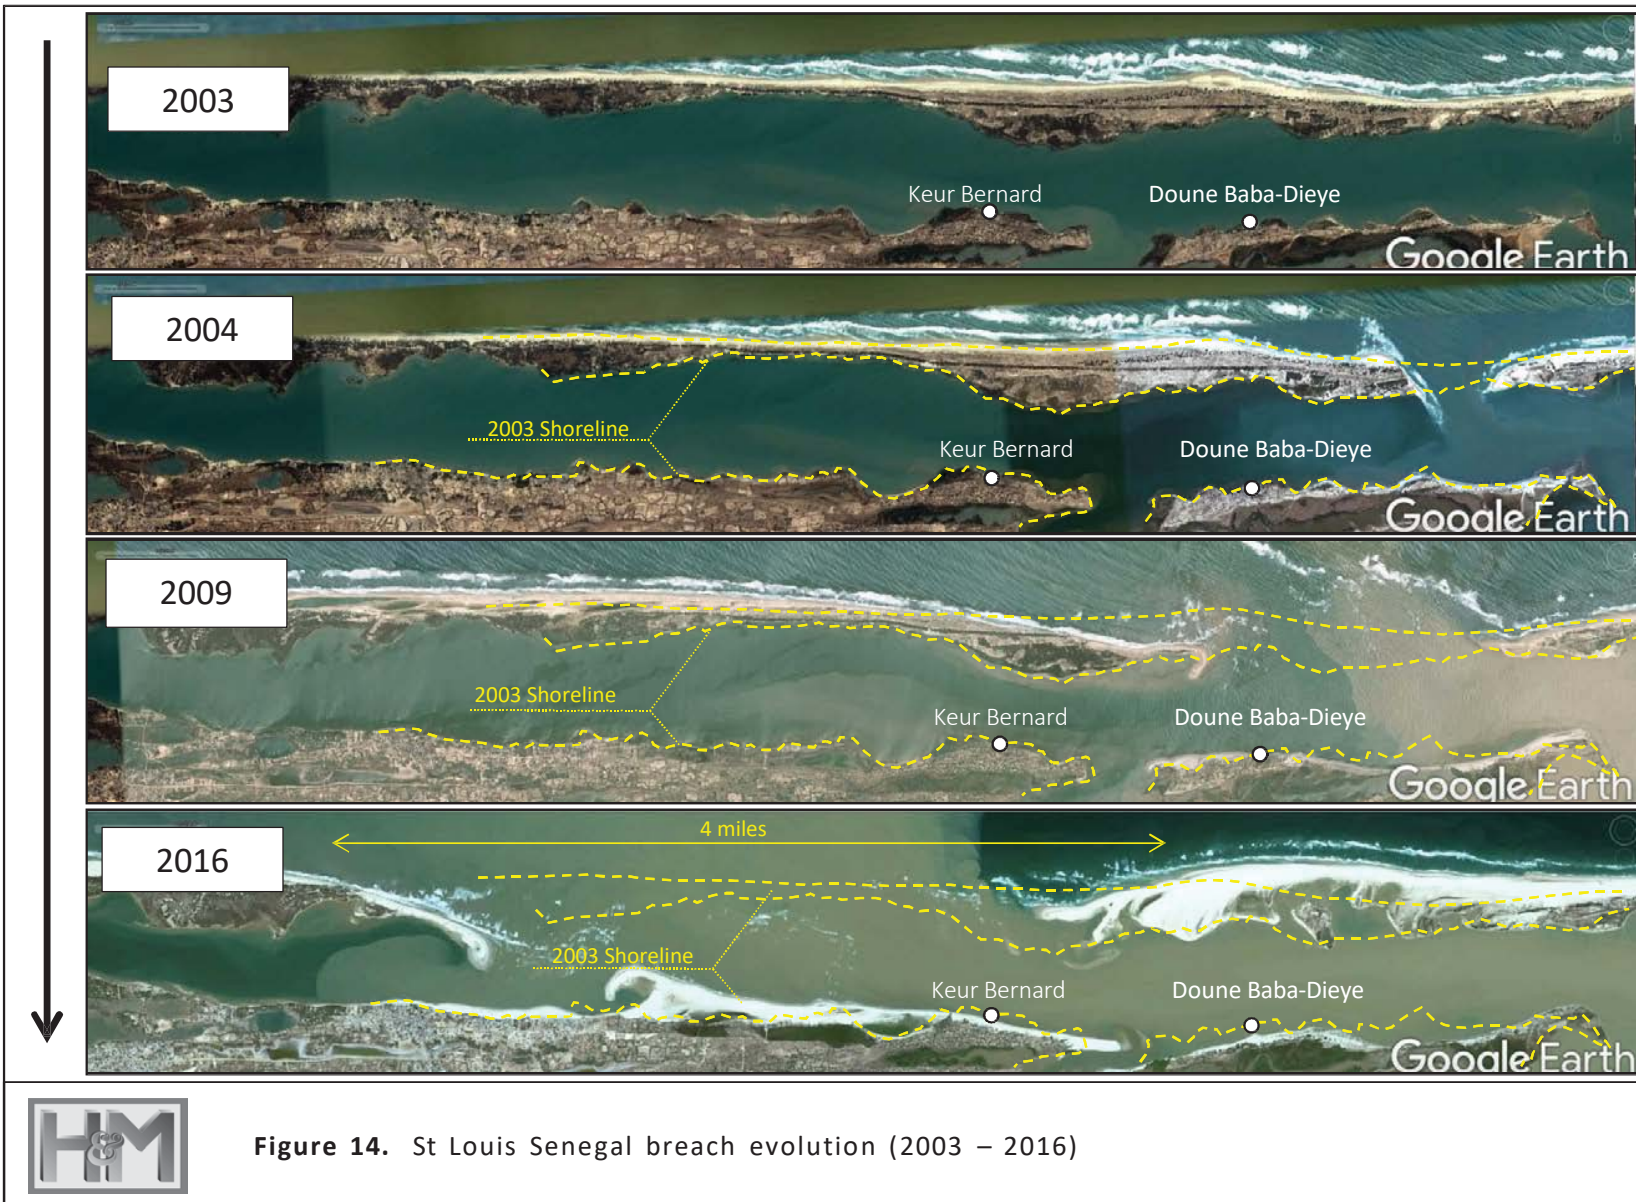 2003
Keur Bernard
Doune Baba-Dieye
Google Earth
2004
2003 Shoreline
Keur Bernard
Doune Baba-Dieye
Google Earth
2009
2003 Shoreline
Keur Bernard
Doune Baba-Dieye
Google Earth
4 miles
2016
2003 Shoreline
Keur Bernard
Doune Baba-Dieye
Google Earth
H&M
Figure 14. St Louis Senegal breach evolution (2003 – 2016)